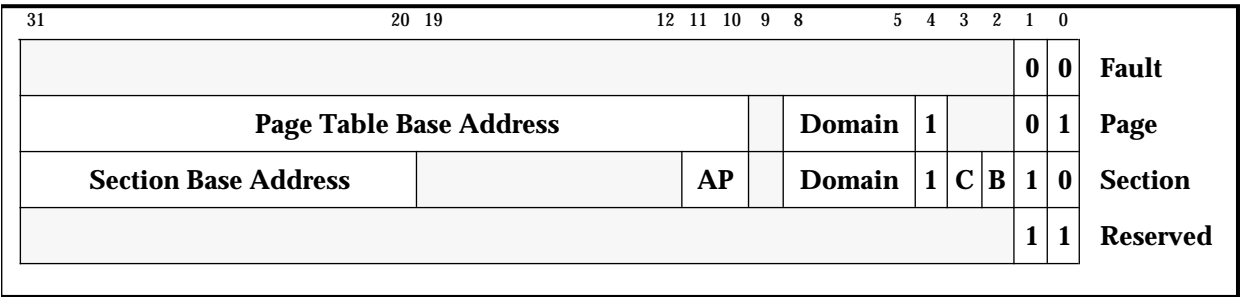 31 20 19 12 11 10 9 8 5 4 3 2 1 0
0 0 Fault
Page Table Base Address Domain 1 0 1 Page
Section Base Address AP Domain 1 C B 1 0 Section
1 1 Reserved